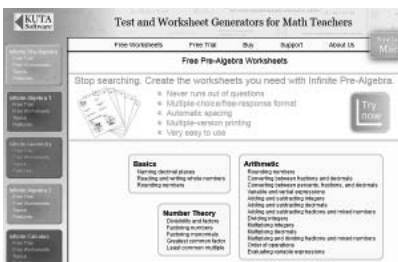 KUTA
Software
Test and Worksheet Generators for Math Teachers
Free Worksheets Free Trial Buy Support About Us
Free Pre-Algebra Worksheets
Stop searching. Create the worksheets you need with Infinite Pre-Algebra.
Never runs out of questions
Multiple-choice/free-response format
Automatic spacing
Multiple-version printing
Very easy to use
Try
now
Infinite Algebra 1
Infinite Geometry
Infinite Algebra 2
Infinite Calculus
Basics
Naming decimal places
Reading and writing whole numbers
Rounding numbers
Number Theory
Divisibility and factors
Factoring numbers
Factoring monomials
Greatest common factor
Least common multiple
Arithmetic
Rounding numbers
Converting between fractions and decimals
Converting between percents, fractions, and decimals
Variable and verbal expressions
Adding and subtracting integers
Adding and subtracting decimals
Adding and subtracting fractions and mixed numbers
Dividing integers
Multiplying integers
Multiplying decimals
Multiplying and dividing fractions and mixed numbers
Order of operations
Evaluating variable expressions